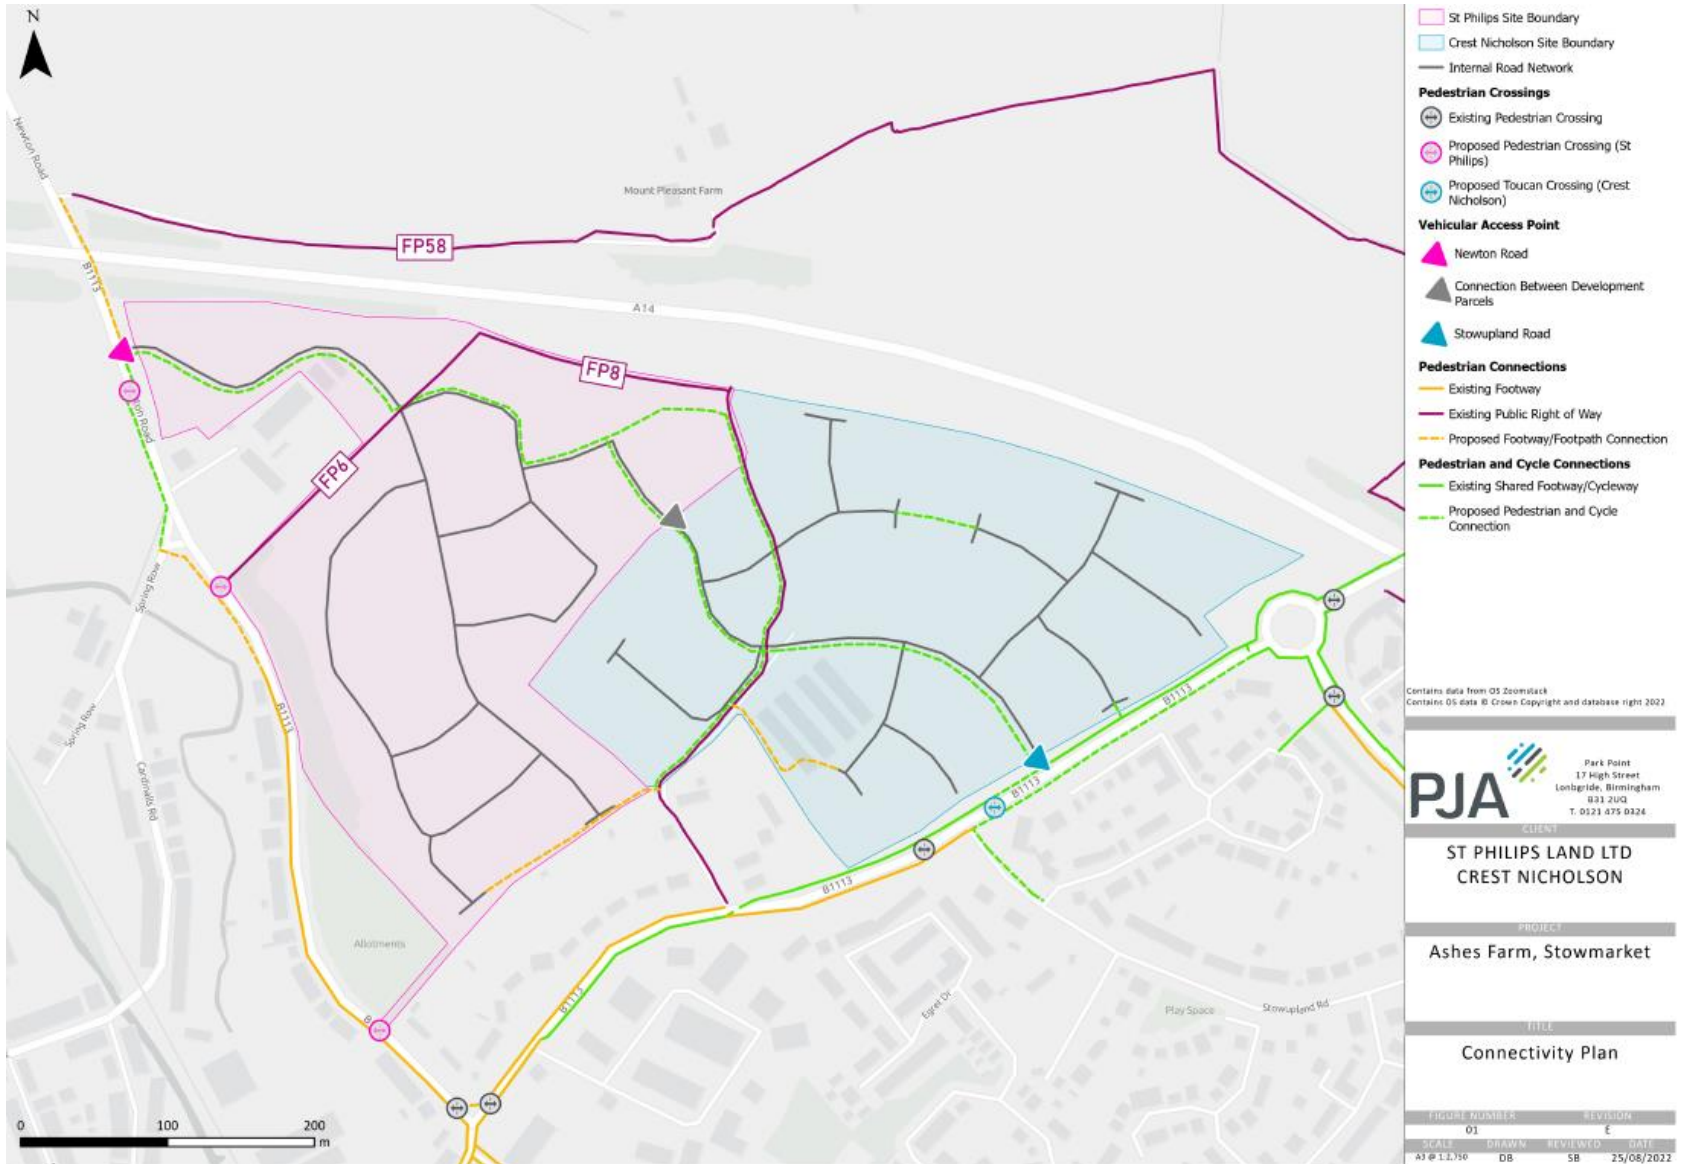 N
Newton Road
B1113
Mount Pleasant Farm
FP58
A14
FP8
FP6
Spring Row
Spring Row
Cardinalls Rd
B1113
B1113
B1113
B1113
B1113
Allotments
Egret Dr
Play Space
Stowupland Rd
0 100 200
m
St Philips Site Boundary
Crest Nicholson Site Boundary
Internal Road Network
Pedestrian Crossings
Existing Pedestrian Crossing
Proposed Pedestrian Crossing (St
Philips)
Proposed Toucan Crossing (Crest
Nicholson)
Vehicular Access Point
Newton Road
Connection Between Development
Parcels
Stowupland Road
Pedestrian Connections
Existing Footway
Existing Public Right of Way
Proposed Footway/Footpath Connection
Pedestrian and Cycle Connections
Existing Shared Footway/Cycleway
Proposed Pedestrian and Cycle
Connection
Contains data from OS Zoomstack
Contains OS data © Crown Copyright and database right 2022
PJA
Park Point
17 High Street
Longbridge, Birmingham
B31 2UQ
T. 0121 475 0324
CLIENT
ST PHILIPS LAND LTD
CREST NICHOLSON
PROJECT
Ashes Farm, Stowmarket
TITLE
Connectivity Plan
FIGURE NUMBER REVISION
01 E
SCALE DRAWN REVIEWED DATE
A3 @ 1:2,750 DB SB 25/08/2022